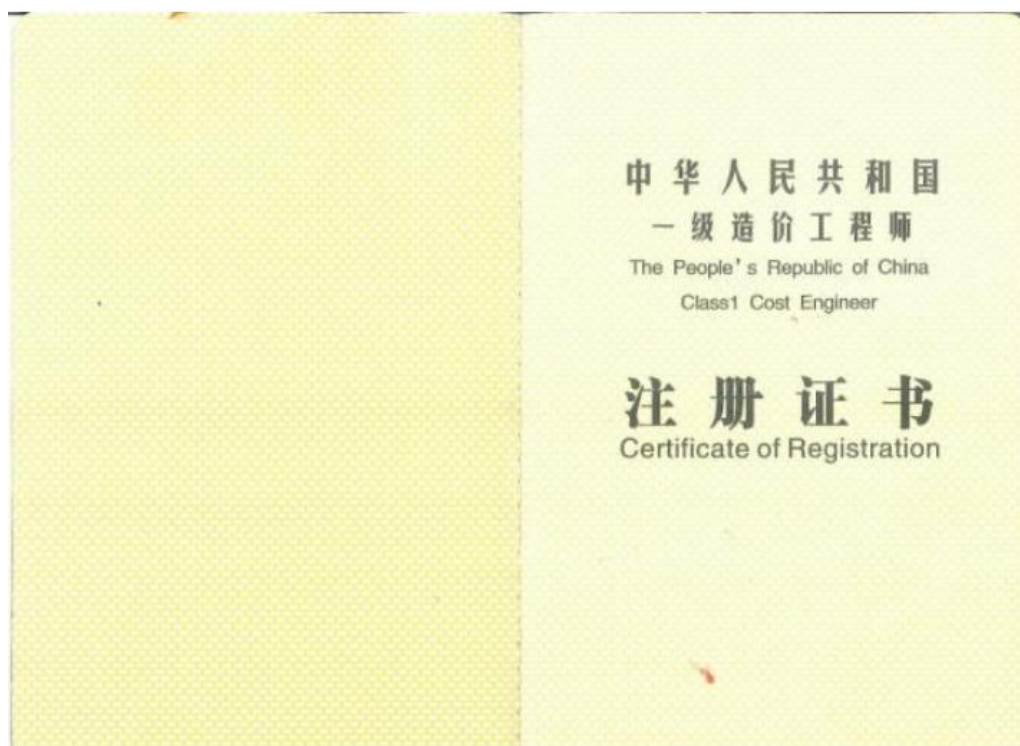 中华人民共和国
一级造价工程师
The People's Republic of China
Class1 Cost Engineer
注册证书
Certificate of Registration